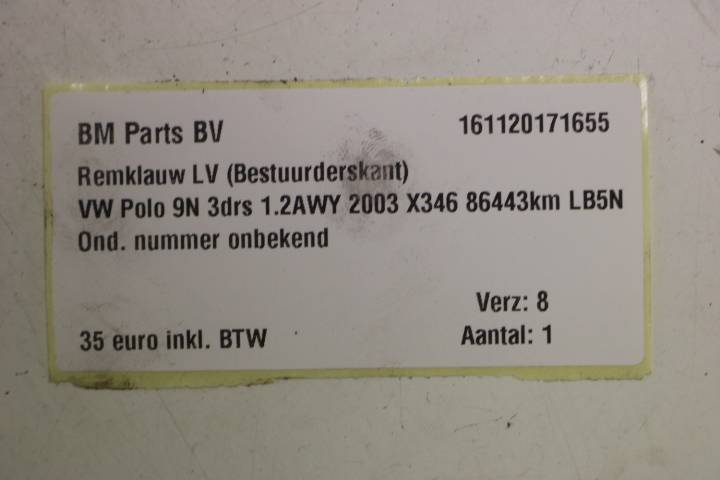 BM Parts BV 161120171655
Remklauw LV (Bestuurderskant)
VW Polo 9N 3drs 1.2AWY 2003 X346 86443km LB5N
Ond. nummer onbekend
Verz: 8
35 euro inkl. BTW Aantal: 1